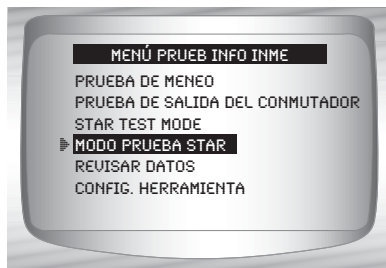 MENÚ PRUEB INFO INME
PRUEBA DE MENEO
PRUEBA DE SALIDA DEL CONMUTADOR
STAR TEST MODE
MODO PRUEBA STAR
REVISAR DATOS
CONFIG. HERRAMIENTA